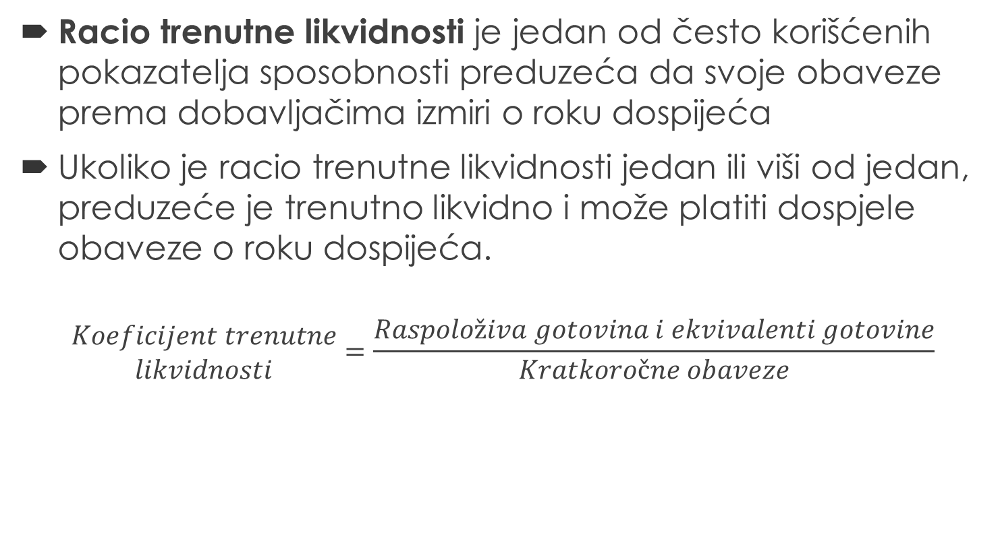 Racio trenutne likvidnosti je jedan od često korišćenih
pokazatelja sposobnosti preduzeća da svoje obaveze
prema dobavljačima izmiri o roku dospijeća
Ukoliko je racio trenutne likvidnosti jedan ili viši od jedan,
preduzeće je trenutno likvidno i može platiti dospjele
obaveze o roku dospijeća.
Koeficijent trenutne
likvidnosti
=
Raspoloživa gotovina i ekvivalenti gotovine
Kratkoročne obaveze